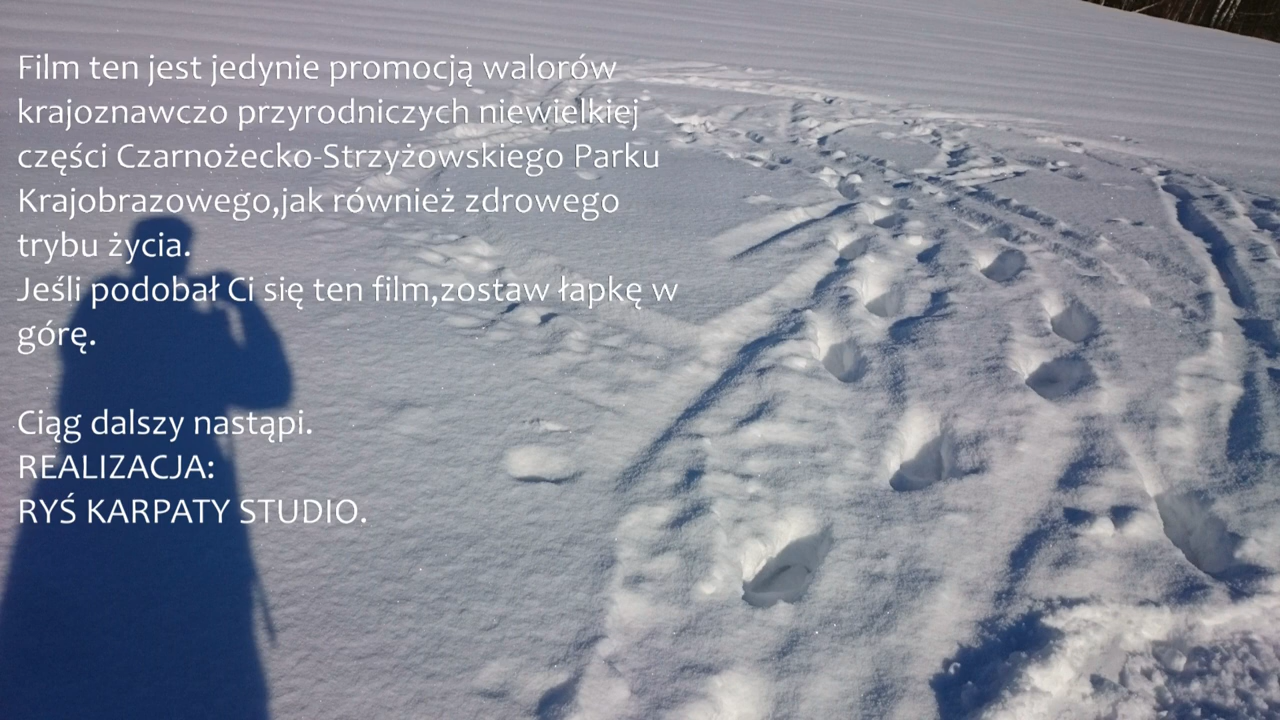 Film ten jest jedynie promocją walorów
krajoznawczo przyrodniczych niewielkiej
części Czarnożecko-Strzyżowskiego Parku
Krajobrazowego,jak również zdrowego
trybu życia.
Jeśli podobał Ci się ten film,zostaw łapkę w
górę.
Ciąg dalszy nastąpi.
REALIZACJA:
RYŚ KARPATY STUDIO.